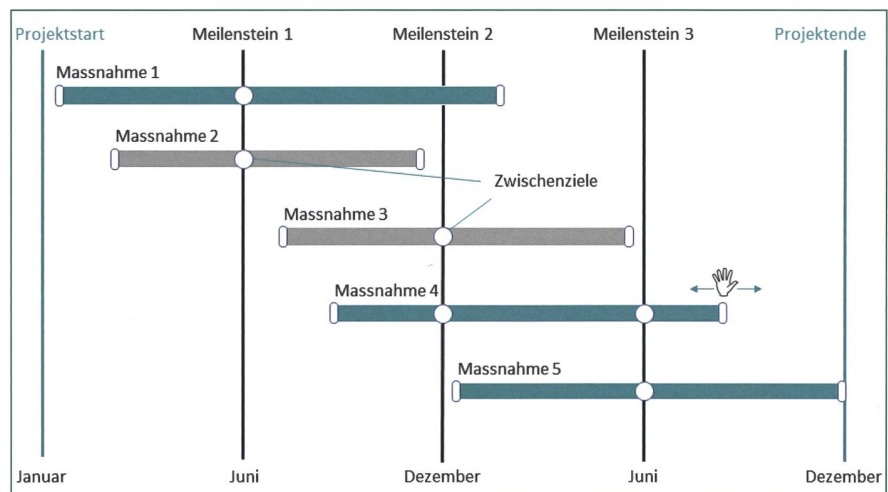 Projektstart Meilenstein 1 Meilenstein 2 Meilenstein 3 Projektende
Massnahme 1
Massnahme 2
Zwischenziele
Massnahme 3
Massnahme 4
Massnahme 5
Januar Juni Dezember Juni Dezember